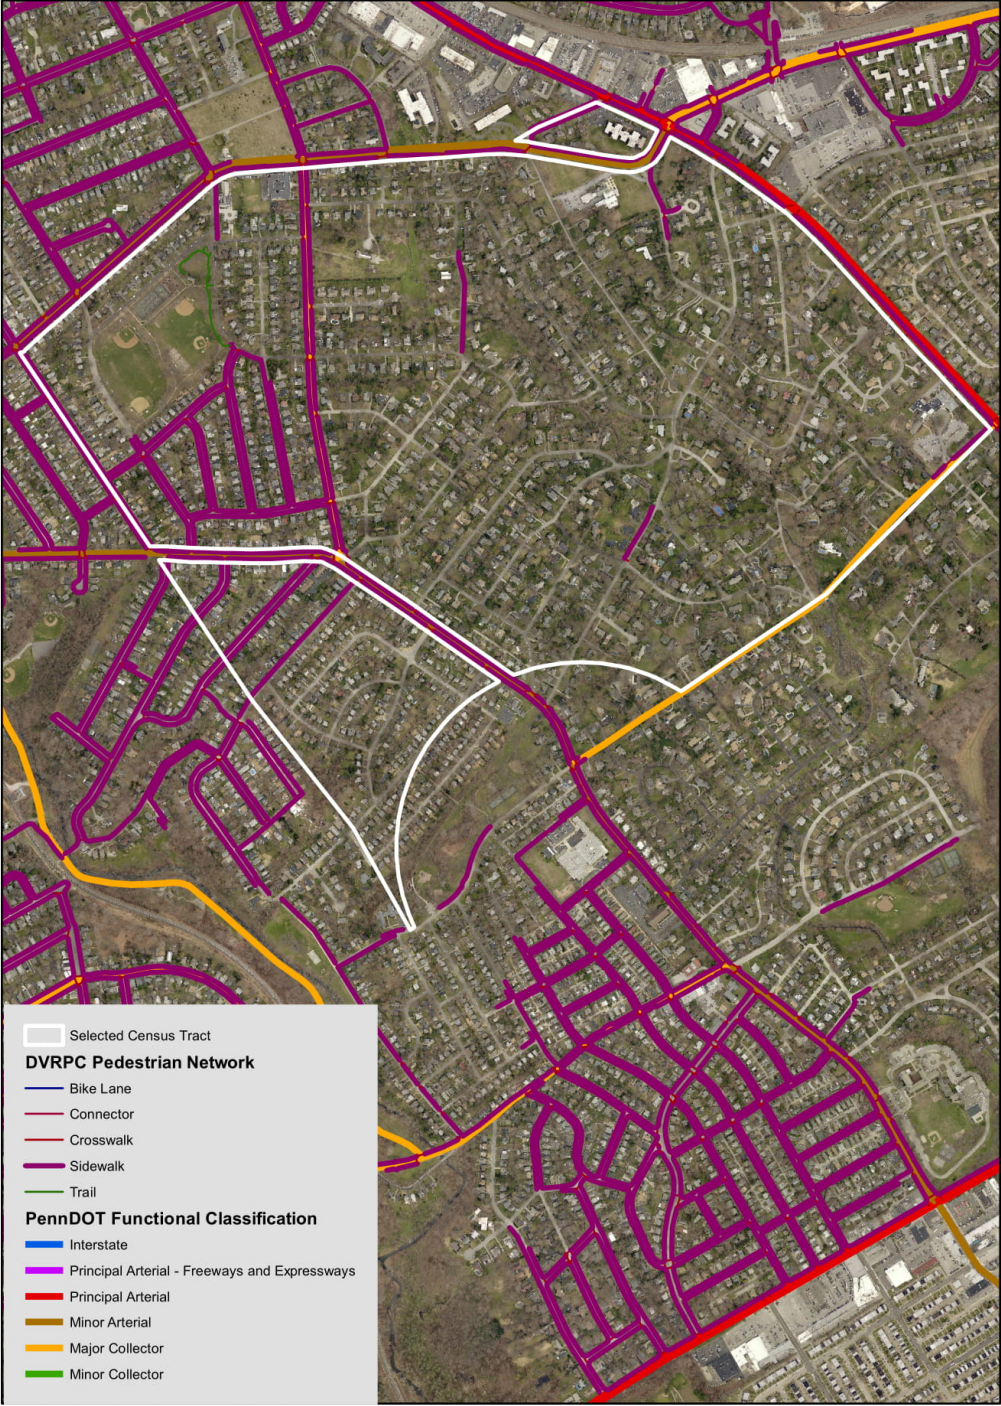 Selected Census Tract
DVRPC Pedestrian Network
Bike Lane
Connector
Crosswalk
Sidewalk
Trail
PennDOT Functional Classification
Interstate
Principal Arterial - Freeways and Expressways
Principal Arterial
Minor Arterial
Major Collector
Minor Collector